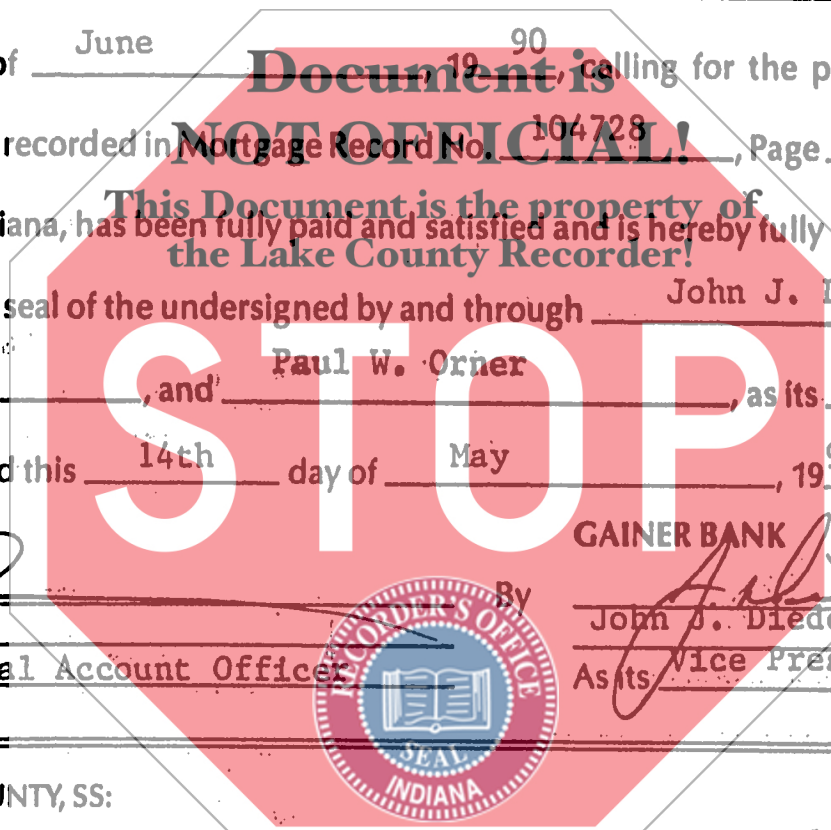 of June , 19 90 , calling for the p
Document is
NOT OFFICIAL!
recorded in Mortgage Record No. 104728 , Page
This Document is the property of
iana, has been fully paid and satisfied and is hereby fully
the Lake County Recorder!
seal of the undersigned by and through John J.
, and Paul W. Orner , as its
STOP
d this 14th day of May , 19
GAINER BANK
By
John J. Died
al Account Officer
As its Vice Pre
RECORDER'S OFFICE
SEAL
INDIANA
NTY, SS: